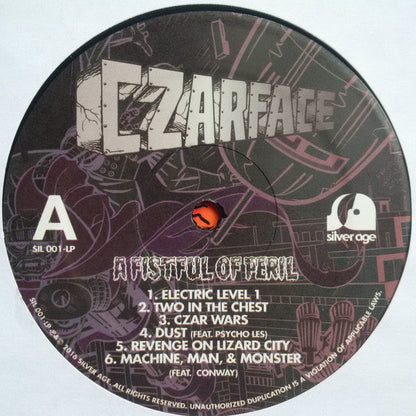 CZARFACE
A
SIL 001-LP
silver age
A FISTFUL OF PERIL
1. ELECTRIC LEVEL 1
2. TWO IN THE CHEST
3. CZAR WARS
4. DUST (FEAT. PSYCHO LES)
5. REVENGE ON LIZARD CITY
6. MACHINE, MAN, & MONSTER
(FEAT. CONWAY)
SIL 001-LP ℗© 2016 SILVER AGE. ALL RIGHTS RESERVED. UNAUTHORIZED DUPLICATION IS A VIOLATION OF APPLICABLE LAWS.